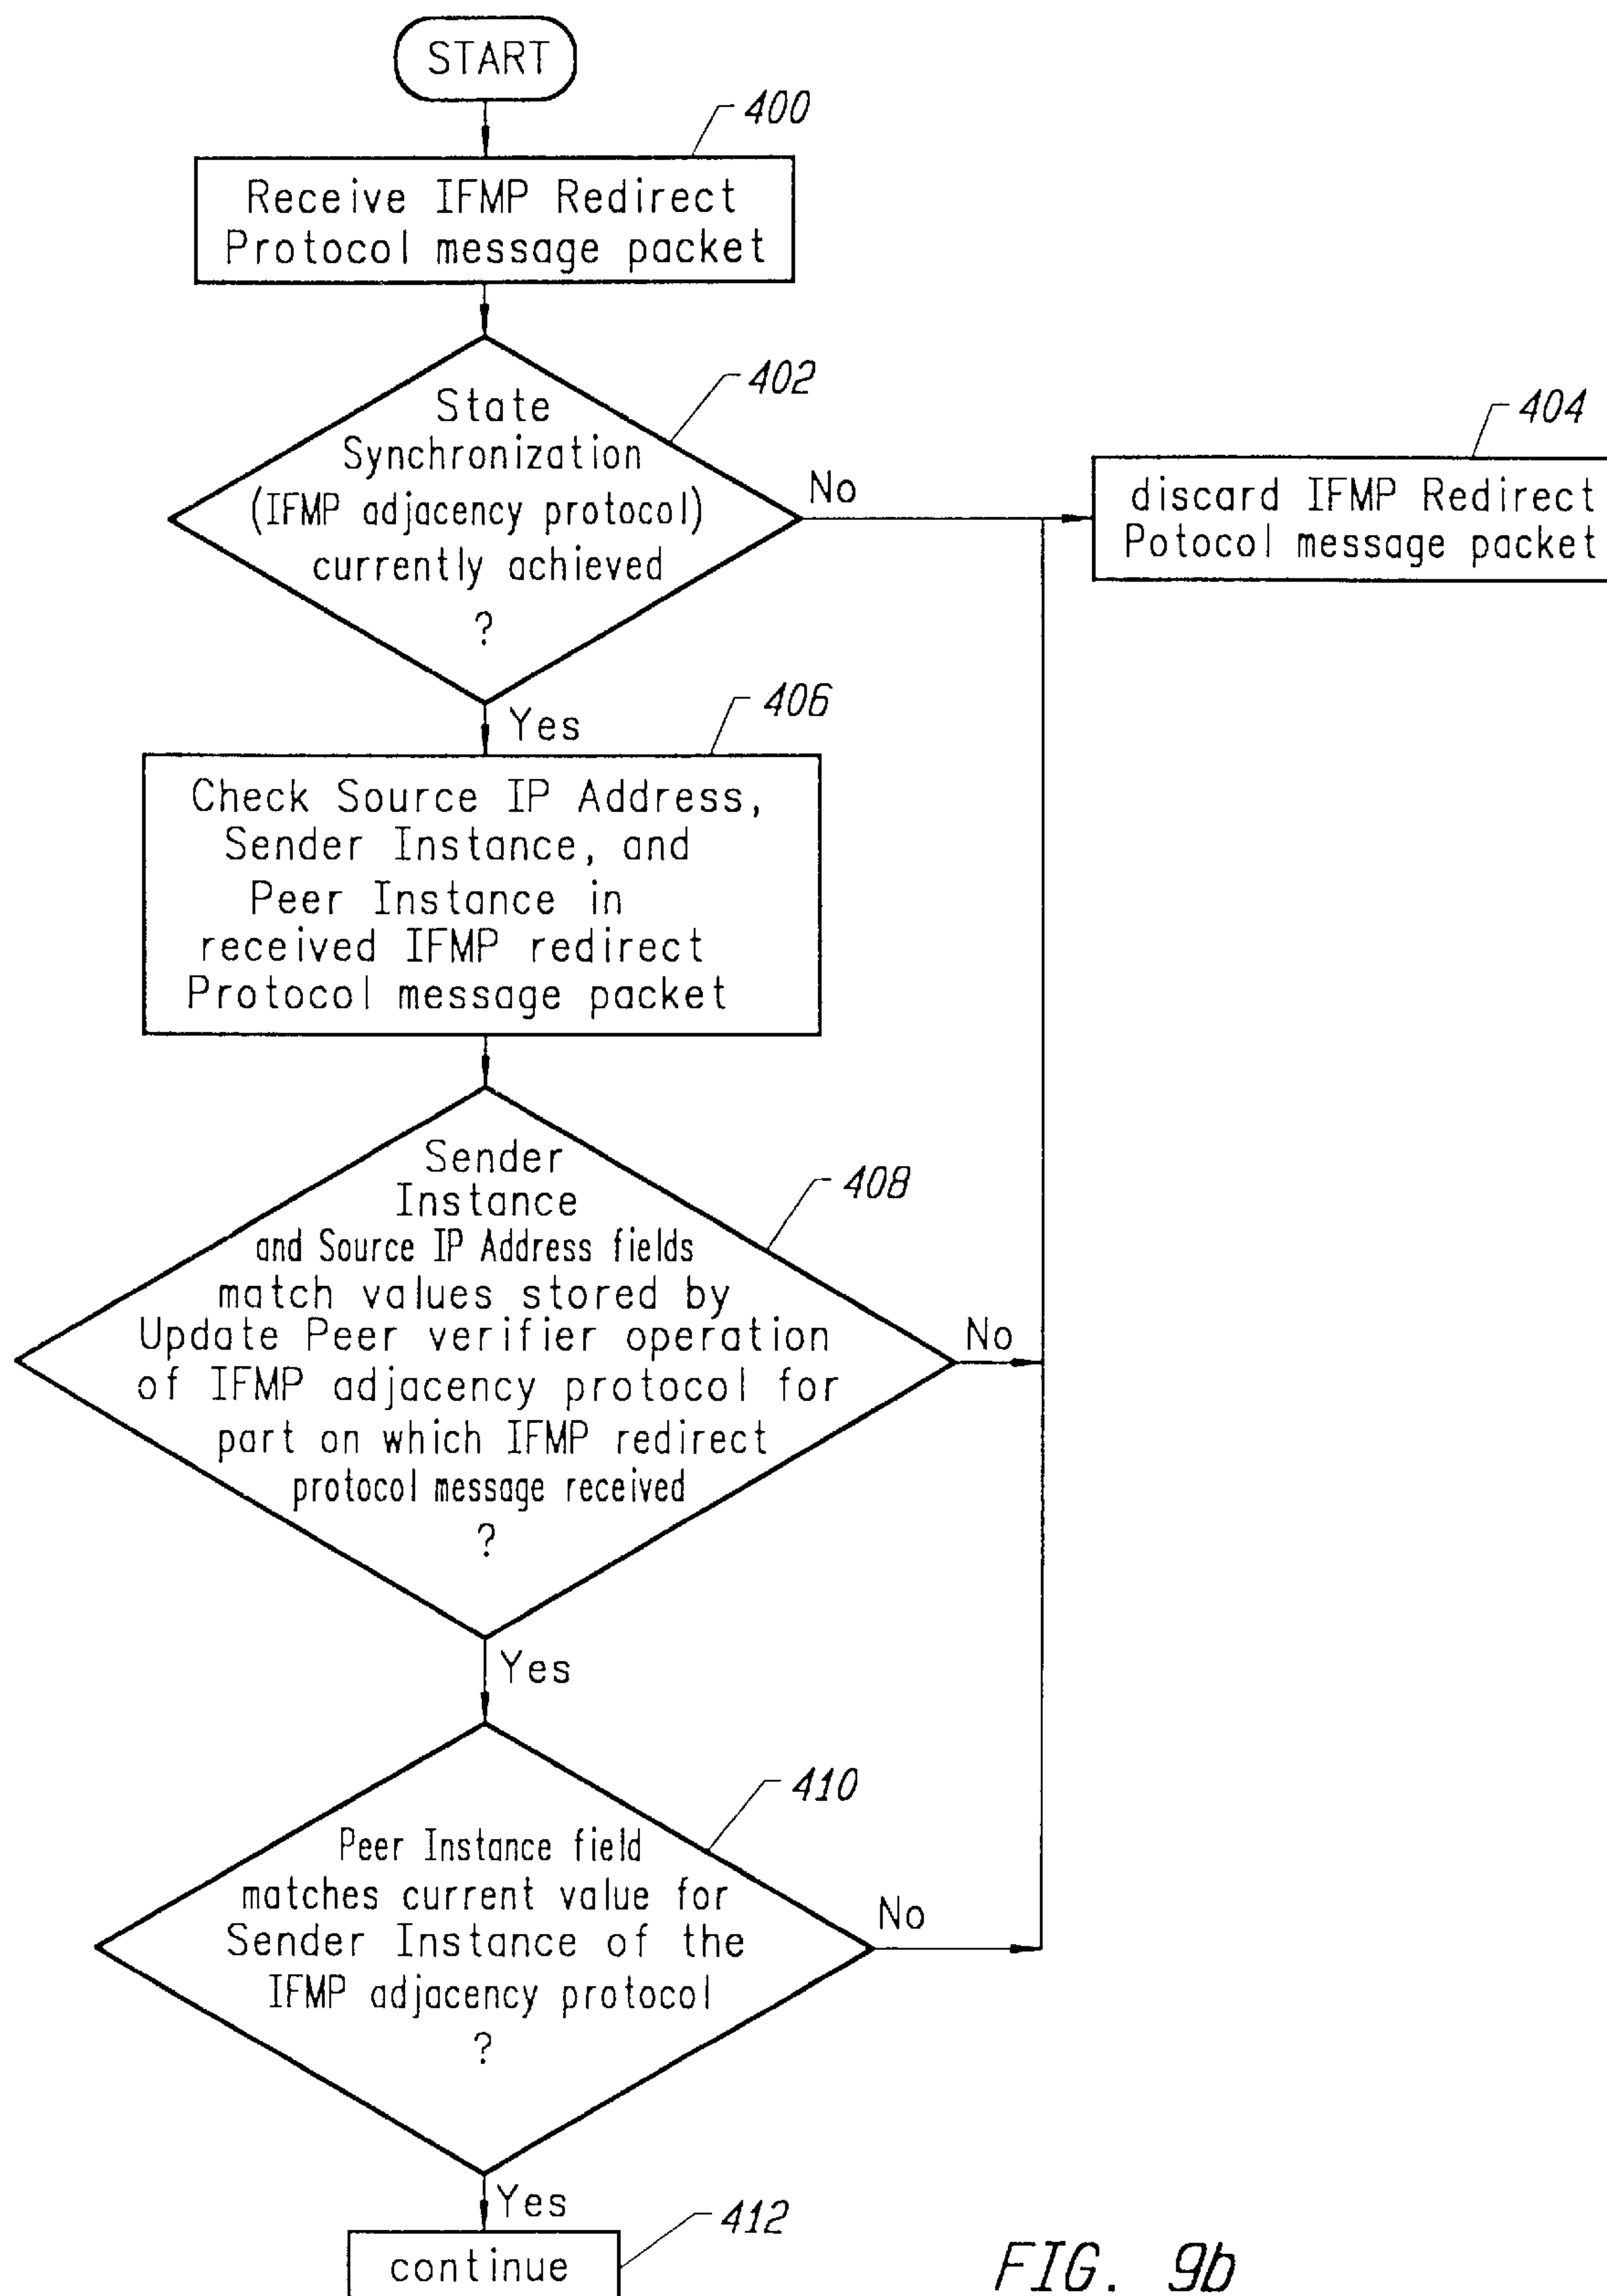 START
400
Receive IFMP Redirect
Protocol message packet
402
State
Synchronization
(IFMP adjacency protocol)
currently achieved
?
No
404
discard IFMP Redirect
Potocol message packet
Yes
406
Check Source IP Address,
Sender Instance, and
Peer Instance in
received IFMP redirect
Protocol message packet
408
Sender
Instance
and Source IP Address fields
match values stored by
Update Peer verifier operation
of IFMP adjacency protocol for
part on which IFMP redirect
protocol message received
?
No
Yes
410
Peer Instance field
matches current value for
Sender Instance of the
IFMP adjacency protocol
?
No
Yes
412
continue
FIG. 9b